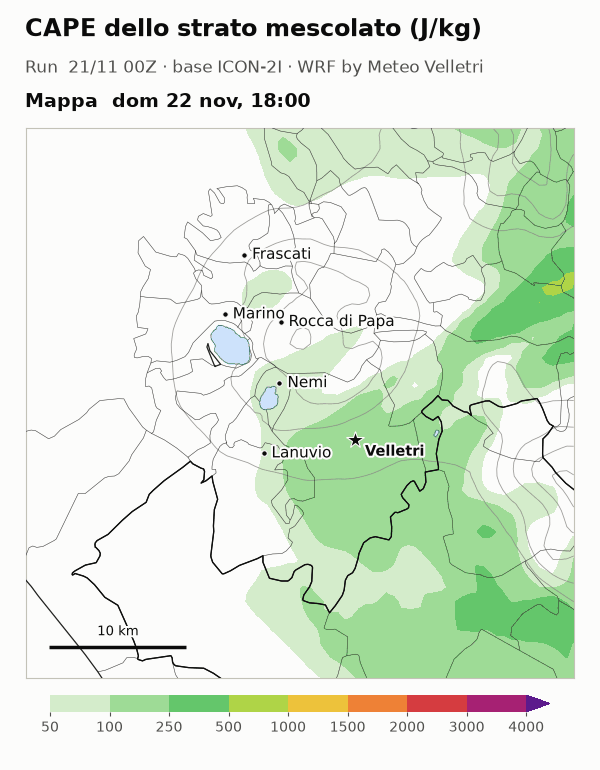 CAPE dello strato mescolato (J/kg)
Run  21/11 00Z · base ICON-2I · WRF by Meteo Velletri
Mappa  dom 22 nov, 18:00
Frascati
Marino
Rocca di Papa
Nemi
Velletri
Lanuvio
10 km
50 100 250 500 1000 1500 2000 3000 4000